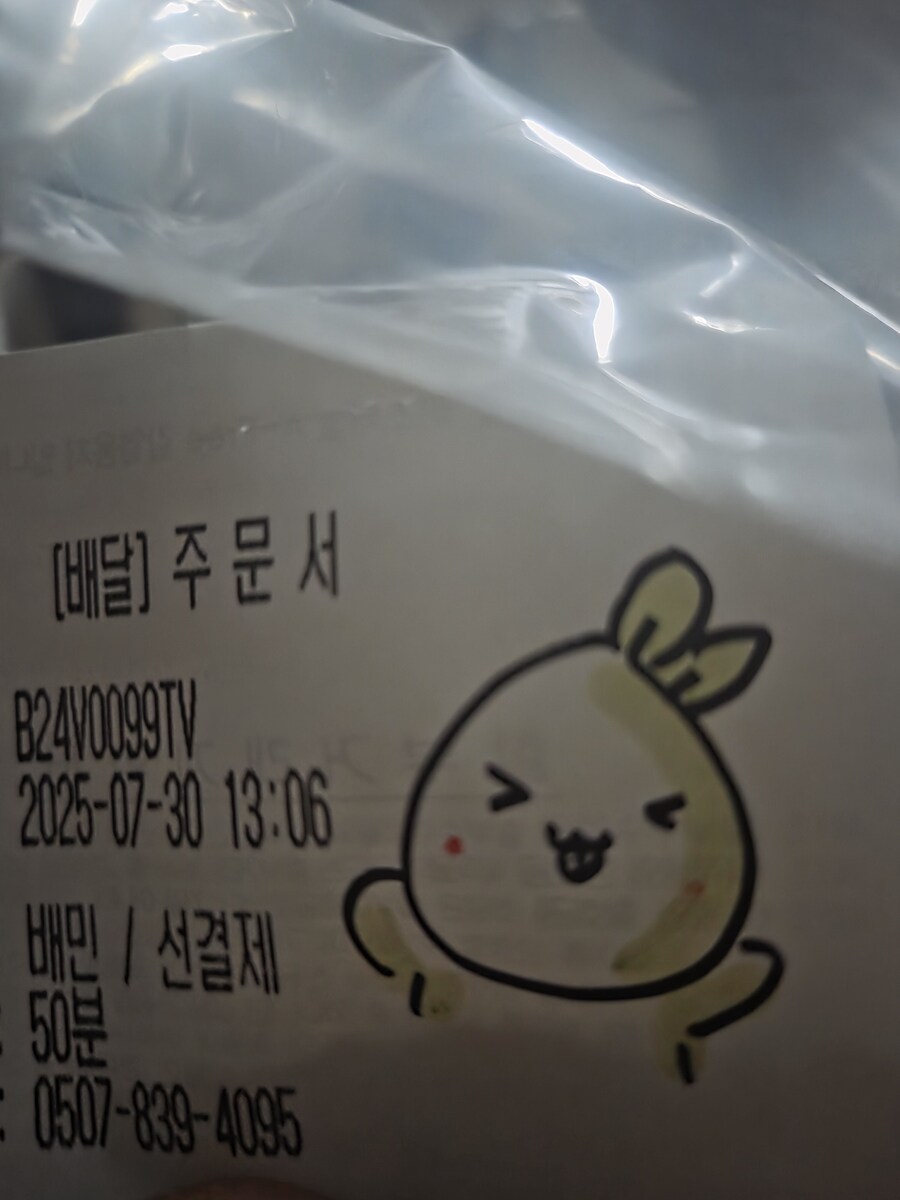 [배달] 주 문 서
B24V0099TV
2025-07-30 13:06
배민 / 선결제
: 50분
: 0507-839-4095